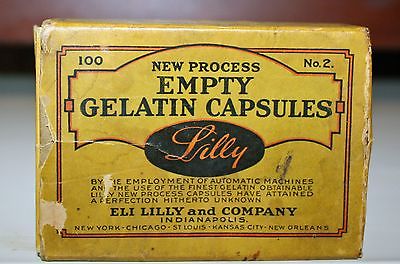 100 NEW PROCESS No. 2.
EMPTY
GELATIN CAPSULES
Lilly
BY THE EMPLOYMENT OF AUTOMATIC MACHINES
AND THE USE OF THE FINEST GELATIN OBTAINABLE
LILLY NEW PROCESS CAPSULES HAVE ATTAINED
A PERFECTION HITHERTO UNKNOWN
ELI LILLY and COMPANY
INDIANAPOLIS.
NEW YORK - CHICAGO - ST LOUIS - KANSAS CITY - NEW ORLEANS